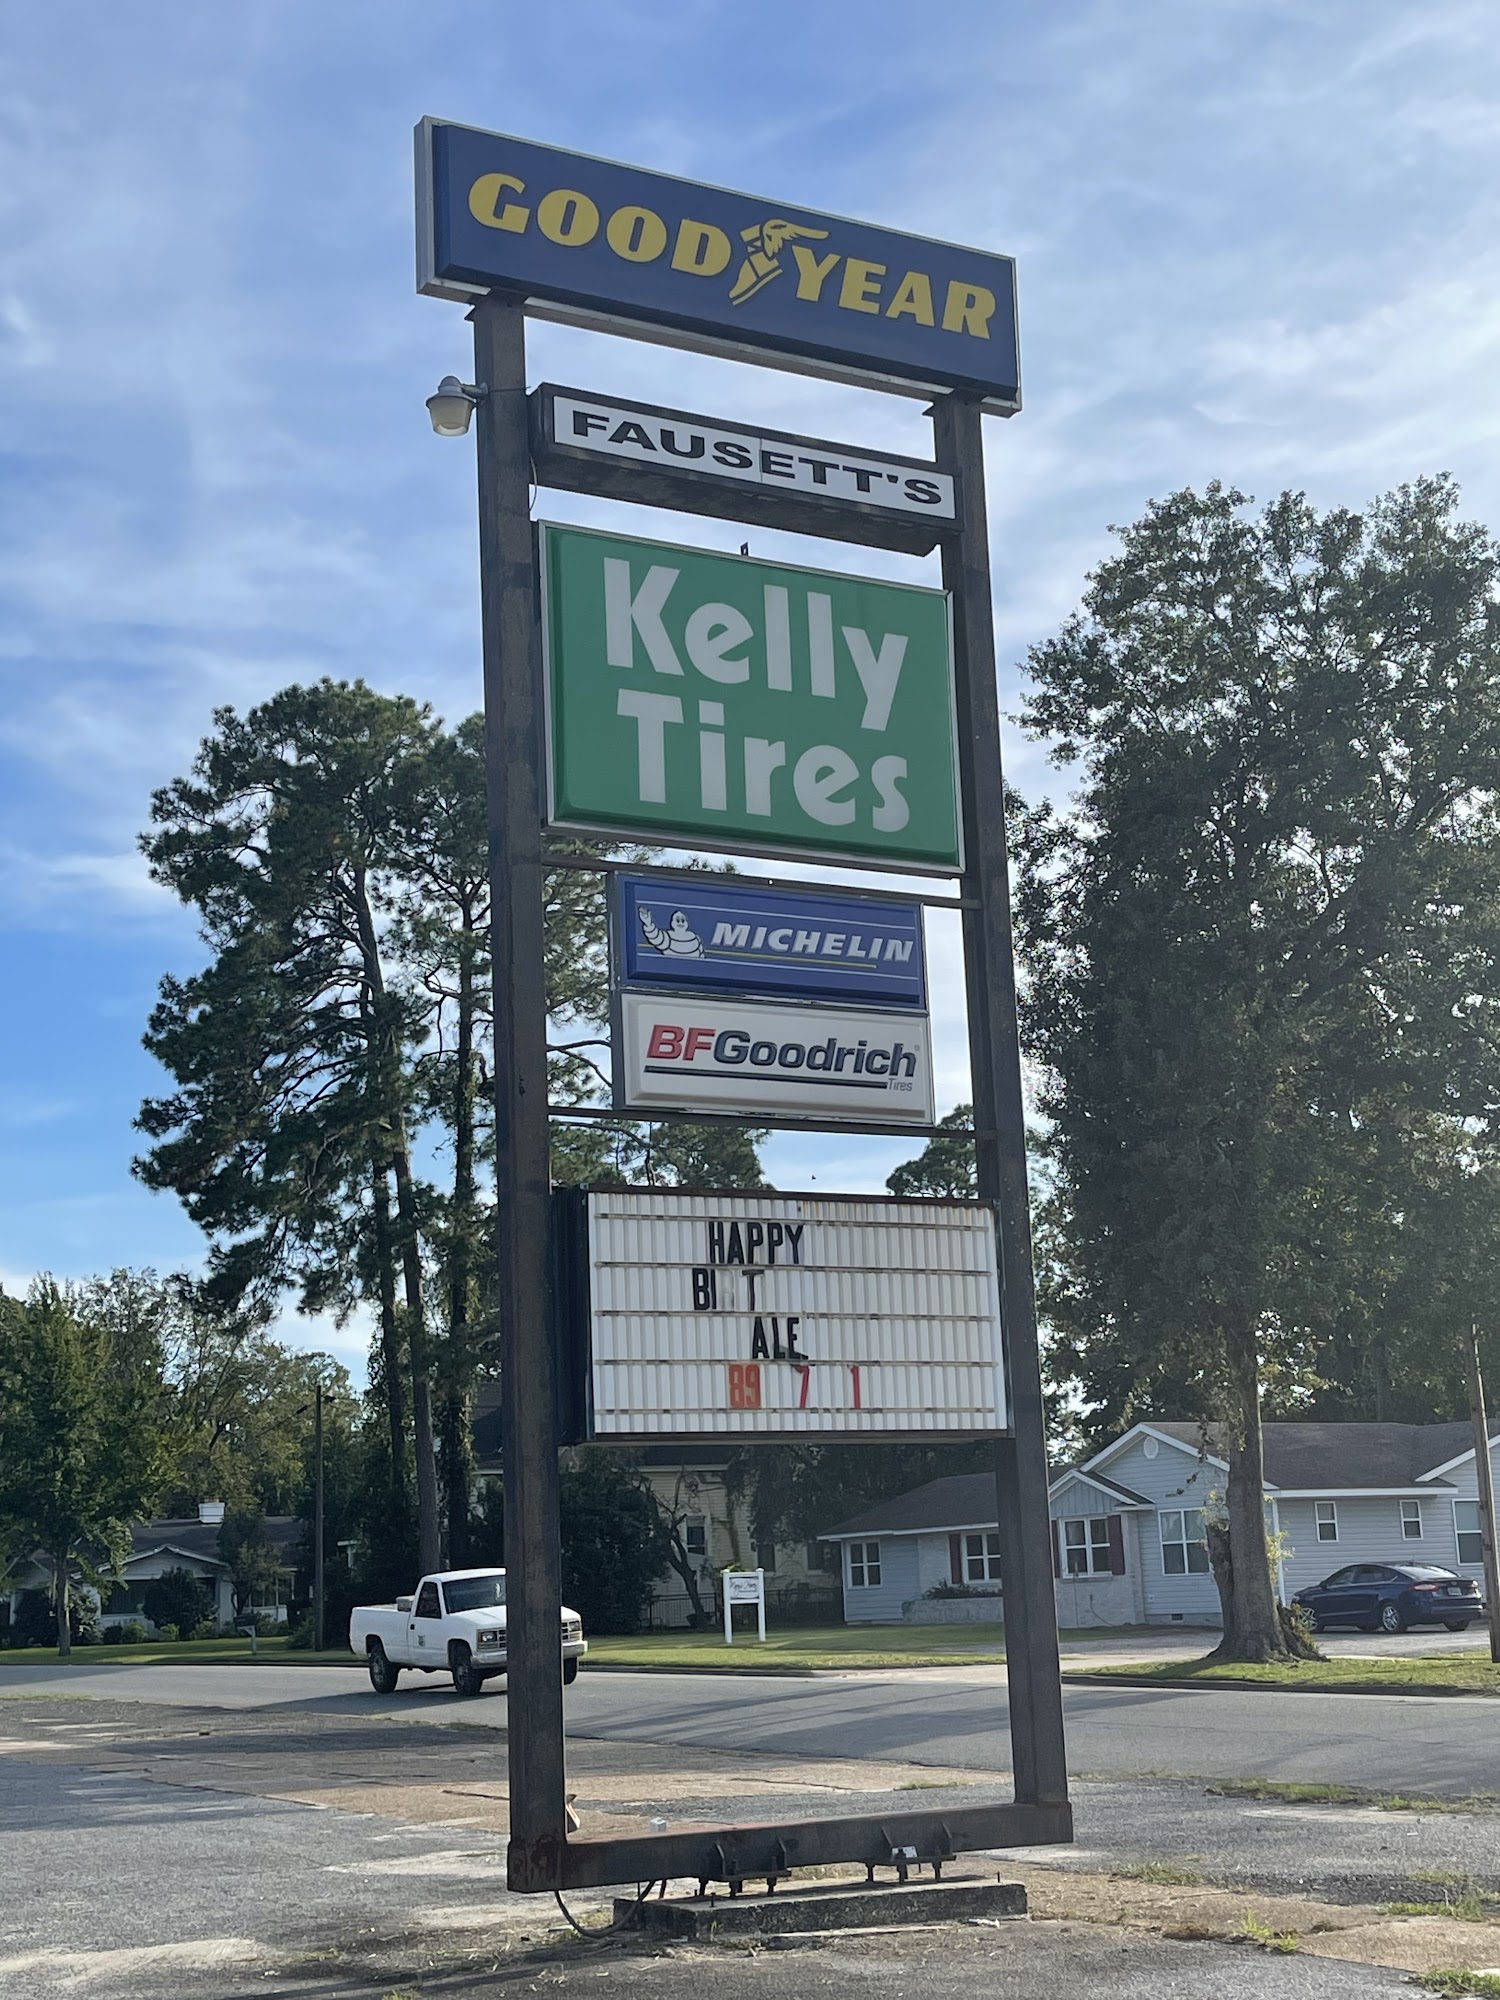 GOODYEAR
FAUSETT'S
Kelly
Tires
MICHELIN
BFGoodrich
Tires
HAPPY
BI T
ALE
89 7 1